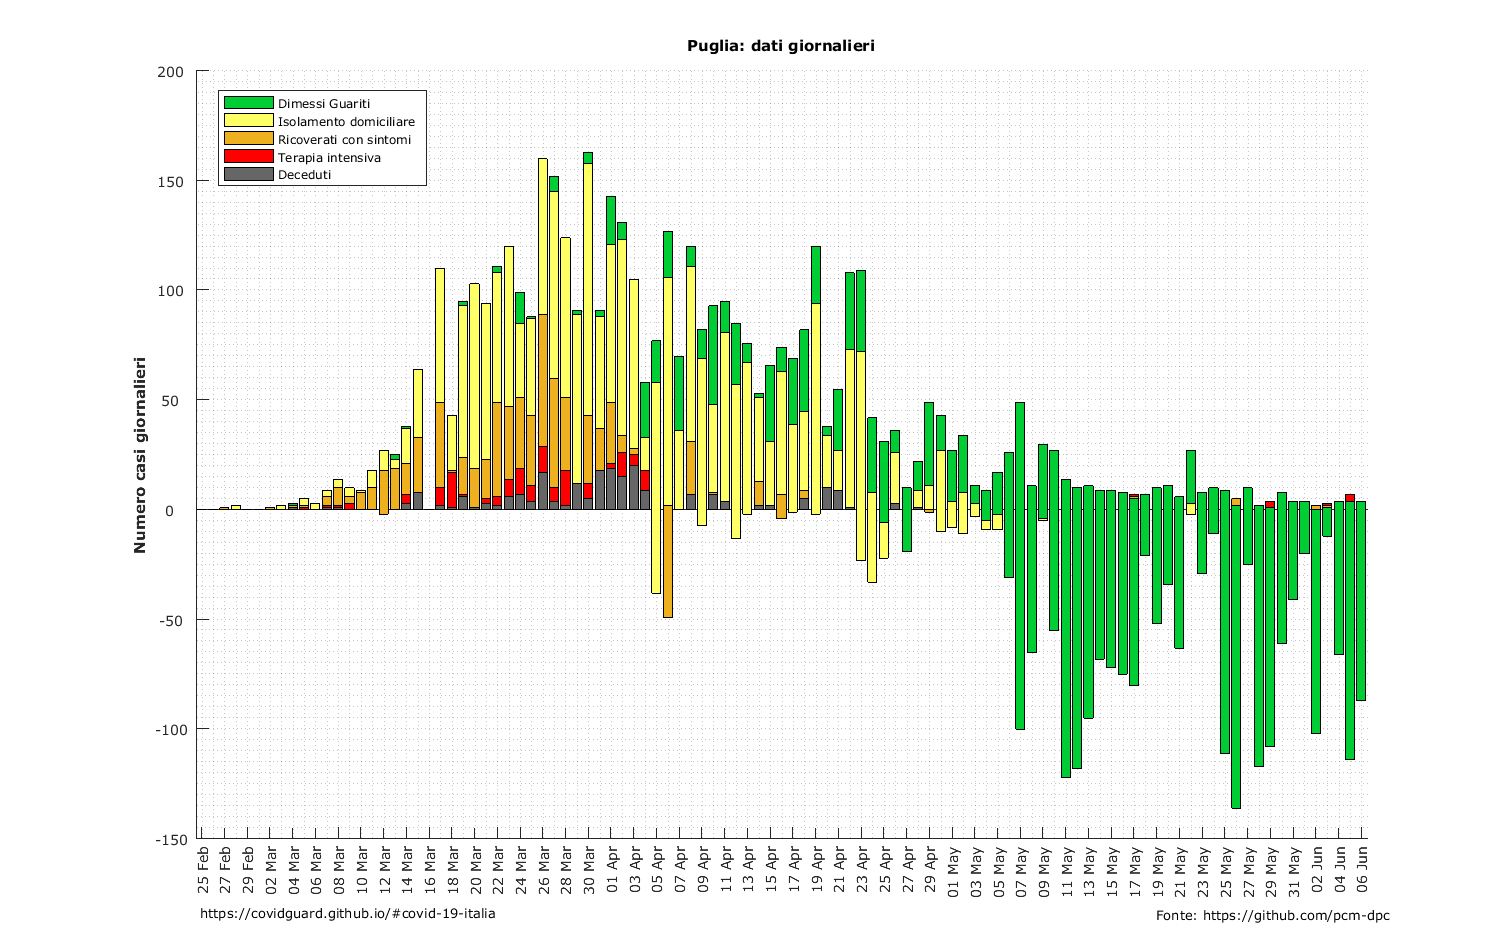 Puglia: dati giornalieri
200
150
100
50
0
-50
-100
-150
Numero casi giornalieri
Dimessi Guariti
Isolamento domiciliare
Ricoverati con sintomi
Terapia intensiva
Deceduti
25 Feb
27 Feb
29 Feb
02 Mar
04 Mar
06 Mar
08 Mar
10 Mar
12 Mar
14 Mar
16 Mar
18 Mar
20 Mar
22 Mar
24 Mar
26 Mar
28 Mar
30 Mar
01 Apr
03 Apr
05 Apr
07 Apr
09 Apr
11 Apr
13 Apr
15 Apr
17 Apr
19 Apr
21 Apr
23 Apr
25 Apr
27 Apr
29 Apr
01 May
03 May
05 May
07 May
09 May
11 May
13 May
15 May
17 May
19 May
21 May
23 May
25 May
27 May
29 May
31 May
02 Jun
04 Jun
06 Jun
https://covidguard.github.io/#covid-19-italia
Fonte: https://github.com/pcm-dpc